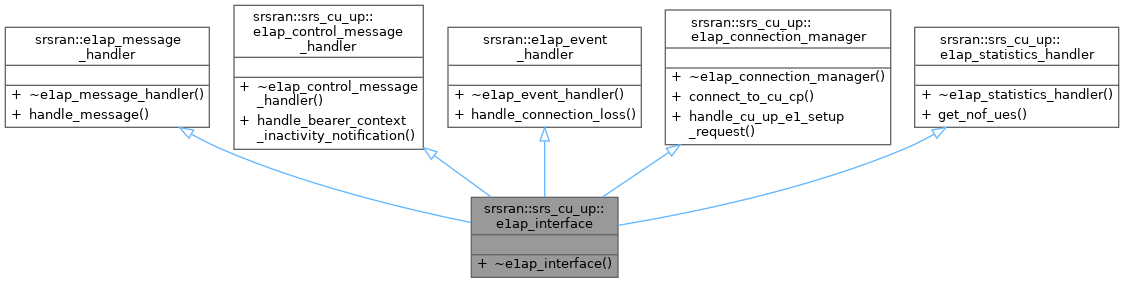 srsran::e1ap_message
_handler
+ ~e1ap_message_handler()
+ handle_message()
srsran::srs_cu_up::
e1ap_control_message
_handler
+ ~e1ap_control_message
_handler()
+ handle_bearer_context
_inactivity_notification()
srsran::e1ap_event
_handler
+ ~e1ap_event_handler()
+ handle_connection_loss()
srsran::srs_cu_up::
e1ap_connection_manager
+ ~e1ap_connection_manager()
+ connect_to_cu_cp()
+ handle_cu_up_e1_setup
_request()
srsran::srs_cu_up::
e1ap_statistics_handler
+ ~e1ap_statistics_handler()
+ get_nof_ues()
srsran::srs_cu_up::
e1ap_interface
+ ~e1ap_interface()